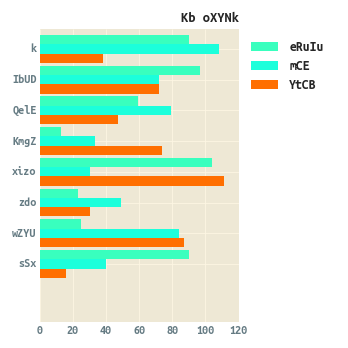 Kb oXYNk
k
IbUD
QelE
KmgZ
xizo
zdo
wZYU
sSx
0 20 40 60 80 100 120
eRuIu
mCE
YtCB